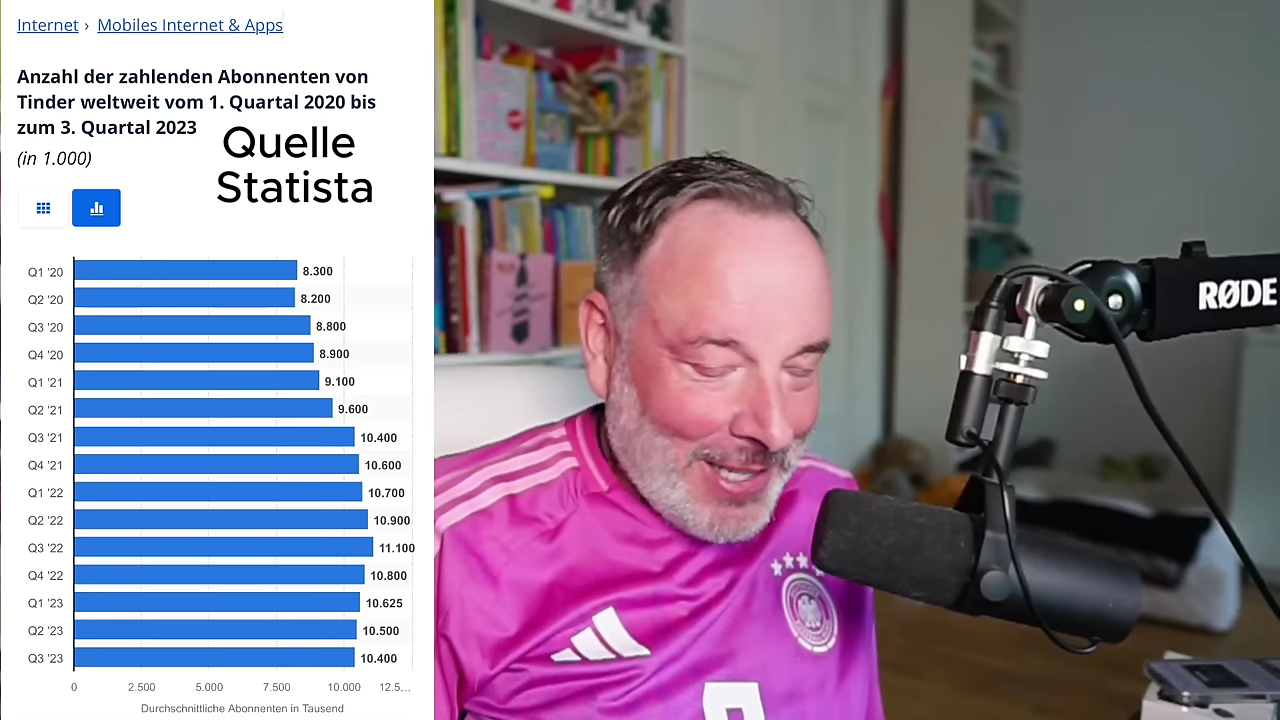 Internet › Mobiles Internet & Apps
Anzahl der zahlenden Abonnenten von
Tinder weltweit vom 1. Quartal 2020 bis
zum 3. Quartal 2023
(in 1.000)
Quelle
Statista
Q1 '20 8.300
Q2 '20 8.200
Q3 '20 8.800
Q4 '20 8.900
Q1 '21 9.100
Q2 '21 9.600
Q3 '21 10.400
Q4 '21 10.600
Q1 '22 10.700
Q2 '22 10.900
Q3 '22 11.100
Q4 '22 10.800
Q1 '23 10.625
Q2 '23 10.500
Q3 '23 10.400
0 2.500 5.000 7.500 10.000 12.5...
Durchschnittliche Abonnenten in Tausend
RØDE